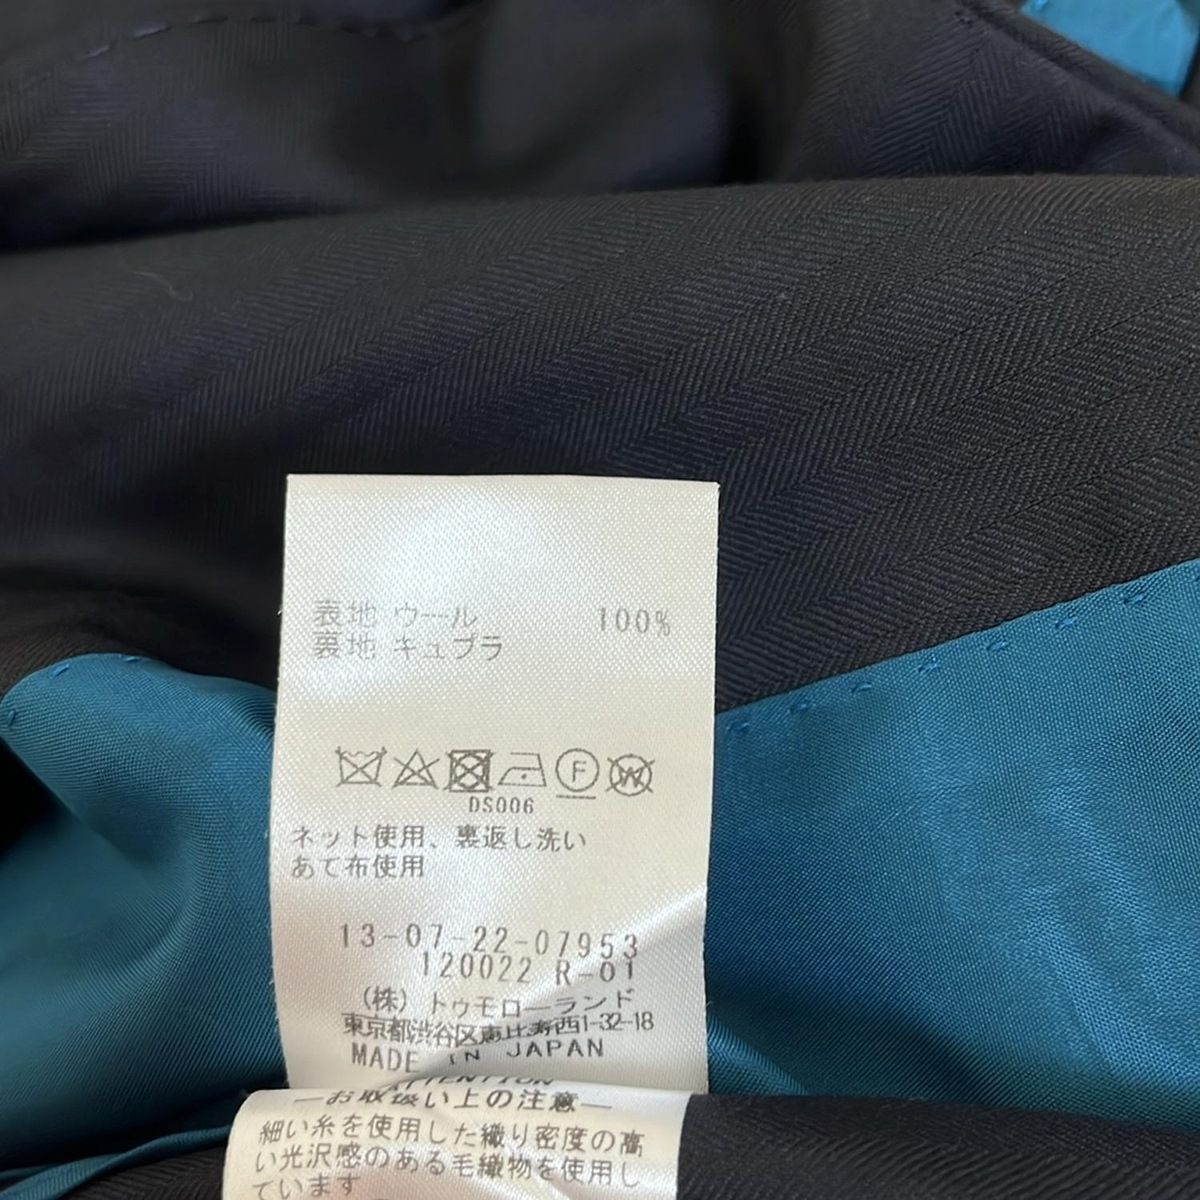 表地 ウール 100%
裏地 キュプラ
F
W
DS006
ネット使用、裏返し洗い
あて布使用
13-07-22-07953
120022 R-01
(株) トゥモローランド
東京都渋谷区恵比寿西1-32-18
MADE IN JAPAN
ATTENTION
―お取扱い上の注意―
細い糸を使用した織り密度の高
い光沢感のある毛織物を使用し
ています